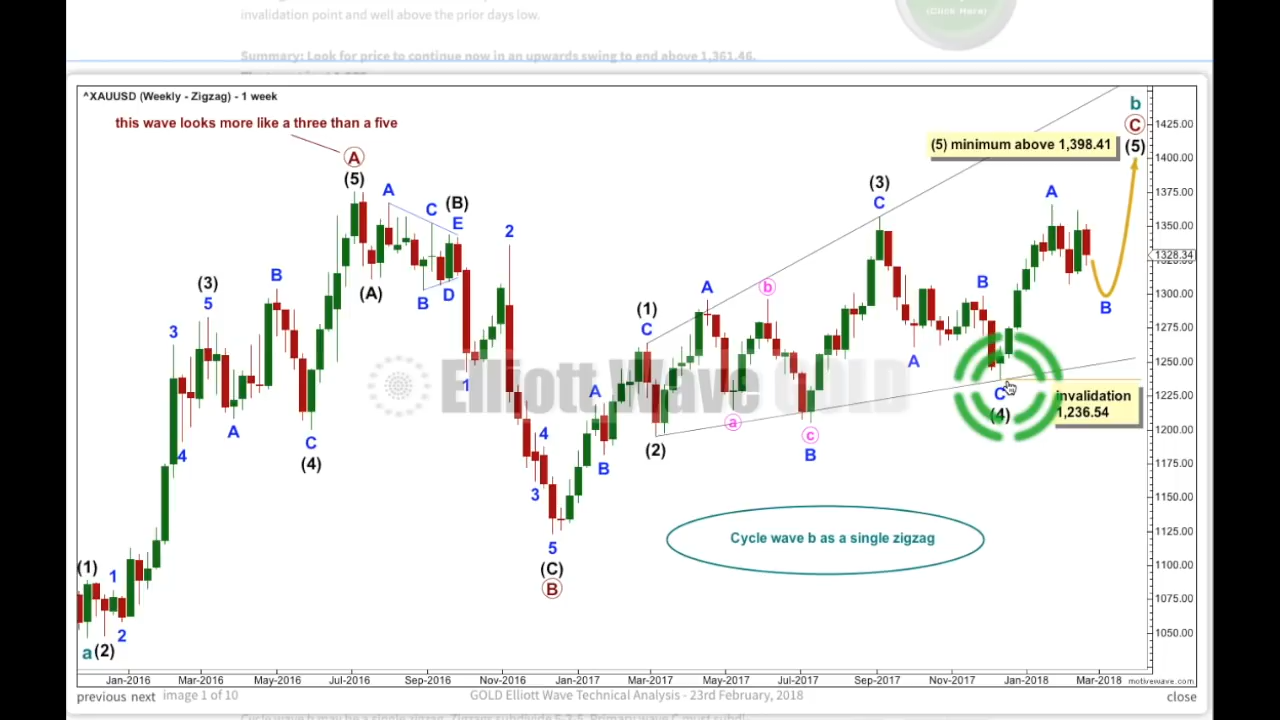 invalidation point and well above the prior days low.
(Click Here)
Summary: Look for price to continue now in an upwards swing to end above 1,361.46.
^XAUUSD (Weekly - Zigzag) - 1 week
this wave looks more like a three than a five
b
C
(5)
(5) minimum above 1,398.41
A
(5)
A
(B)
C
E
(3)
C
A
2
B
(3)
5
3
(A)
B
D
(1)
C
A
b
B
B
1
A
A
4
A
C
(4)
B
a
C
(4)
invalidation
1,236.54
4
C
(4)
(2)
c
B
B
3
5
(C)
B
(1)
1
2
a
(2)
Elliott Wave GOLD
Cycle wave b as a single zigzag
1425.00
1400.00
1375.00
1350.00
1328.34
1300.00
1275.00
1250.00
1225.00
1200.00
1175.00
1150.00
1125.00
1100.00
1075.00
1050.00
Jan-2016 Mar-2016 May-2016 Jul-2016 Sep-2016 Nov-2016 Jan-2017 Mar-2017 May-2017 Jul-2017 Sep-2017 Nov-2017 Jan-2018 Mar-2018 motivewave.com
previous next image 1 of 10 GOLD Elliott Wave Technical Analysis - 23rd February, 2018 close